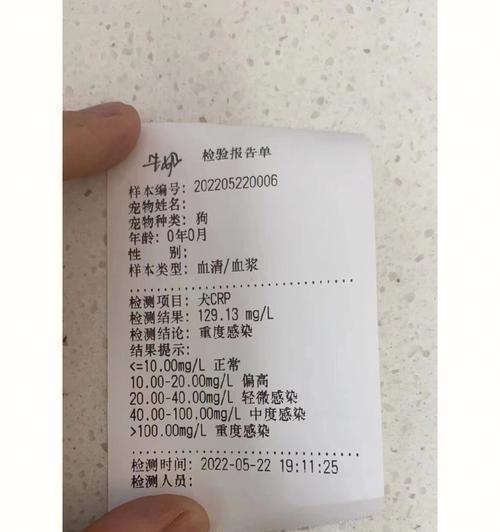 检验报告单
样本编号: 202205220006
宠物姓名:
宠物种类: 狗
年龄: 0年0月
性 别:
样本类型: 血清/血浆
检测项目: 犬CRP
检测结果: 129.13 mg/L
检测结论: 重度感染
结果提示:
<=10.00mg/L 正常
10.00-20.00mg/L 偏高
20.00-40.00mg/L 轻微感染
40.00-100.00mg/L 中度感染
>100.00mg/L 重度感染
检测时间: 2022-05-22 19:11:25
检测人员: